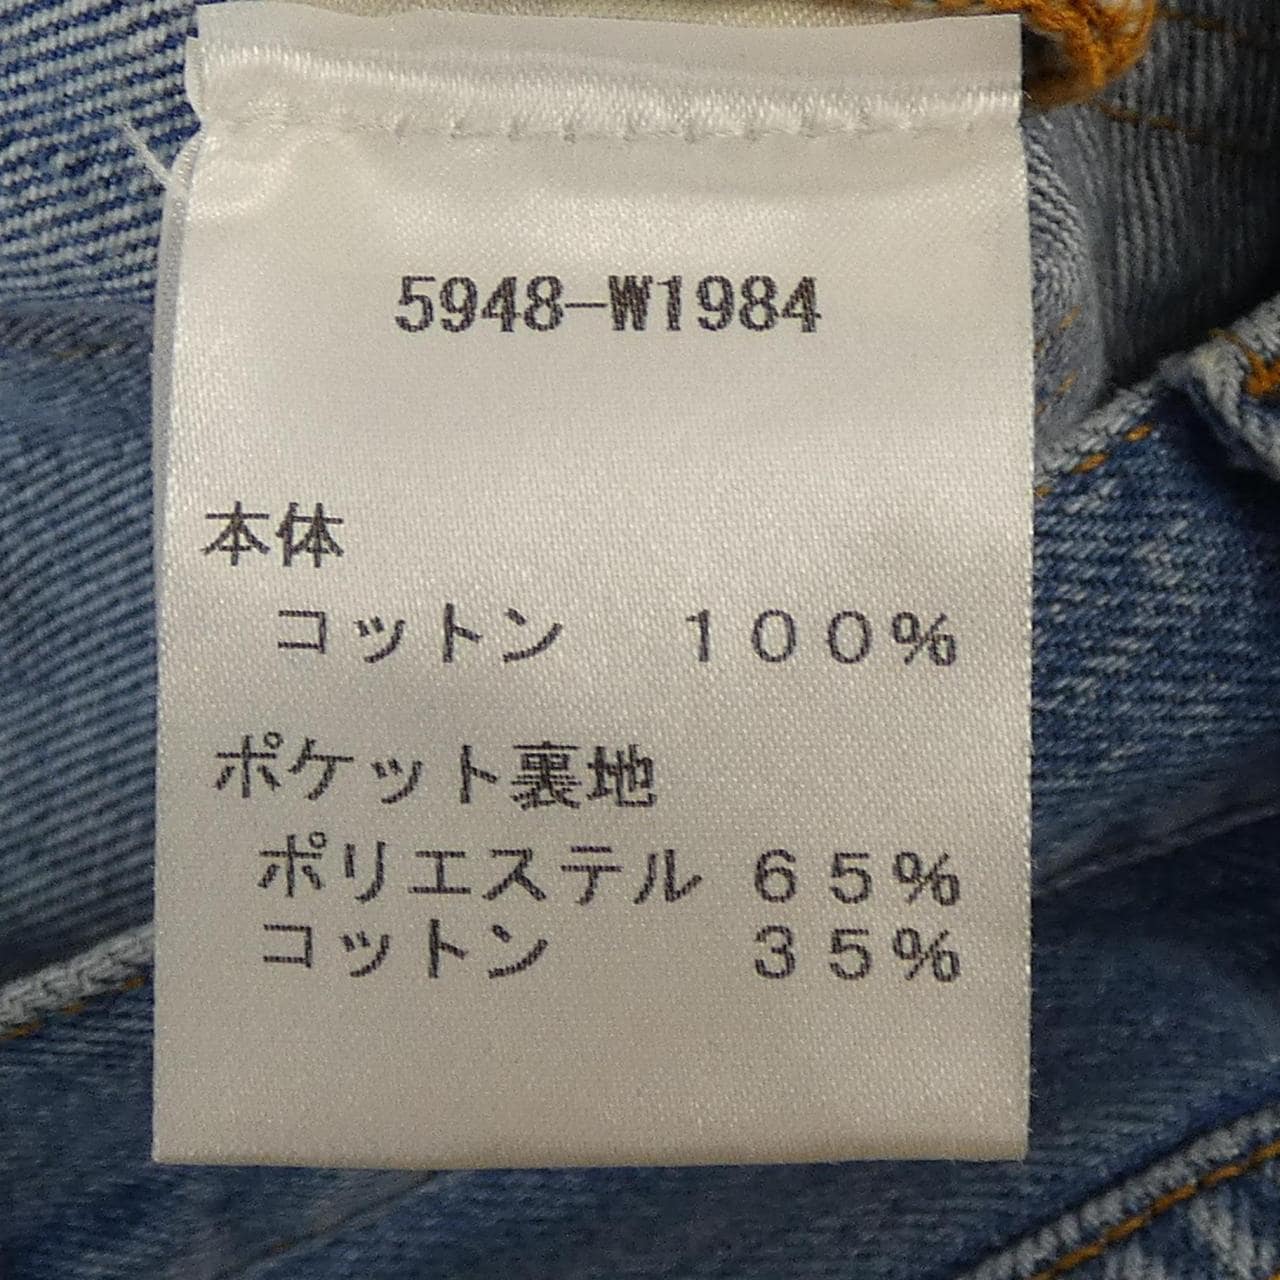 5948-W1984
本体
コットン　１００%
ポケット裏地
ポリエステル ６５%
コットン　３５%